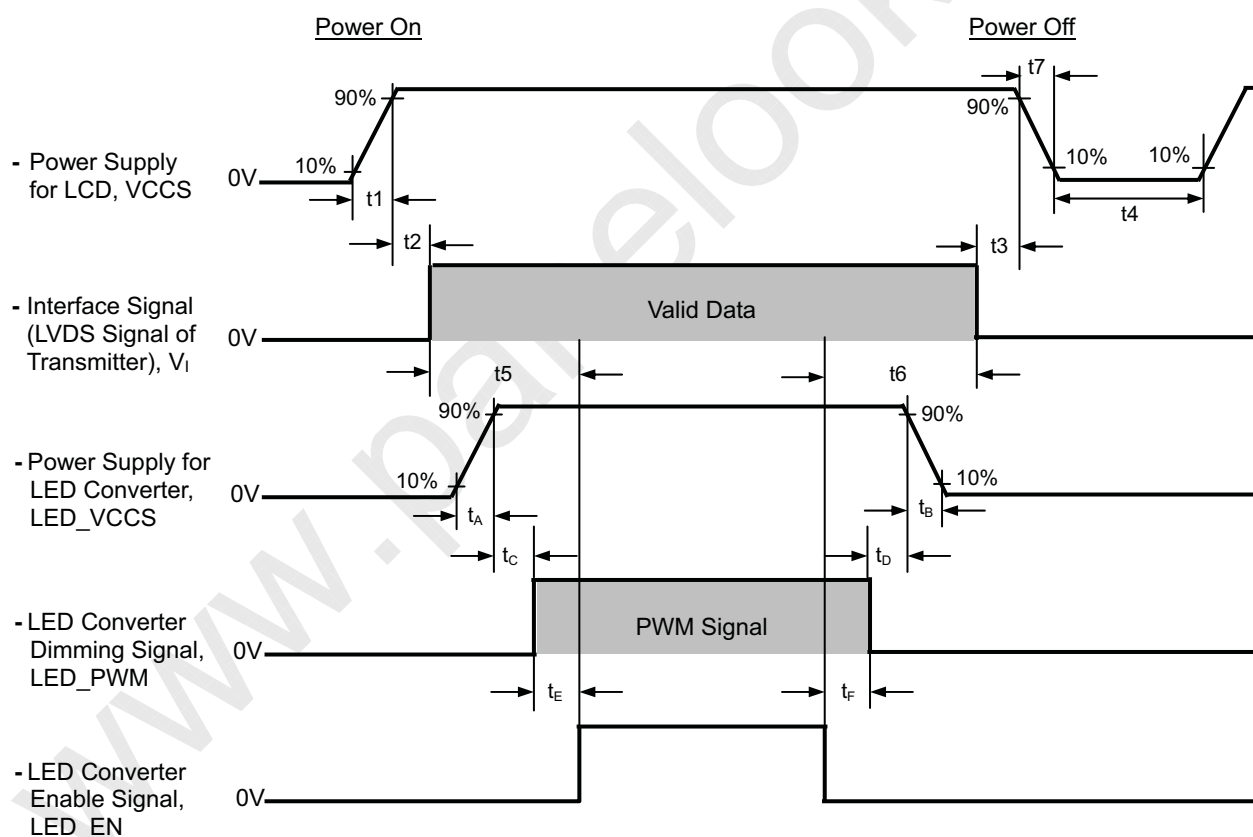 Power On
Power Off
t7
90%
90%
- Power Supply
for LCD, VCCS
0V
10%
10%
10%
t1
t4
t2
t3
- Interface Signal
(LVDS Signal of
Transmitter), VI
0V
Valid Data
t5
t6
90%
90%
- Power Supply for
LED Converter,
LED_VCCS
0V
10%
10%
tA
tB
tC
tD
- LED Converter
Dimming Signal,
LED_PWM
0V
PWM Signal
tE
tF
- LED Converter
Enable Signal,
LED_EN
0V